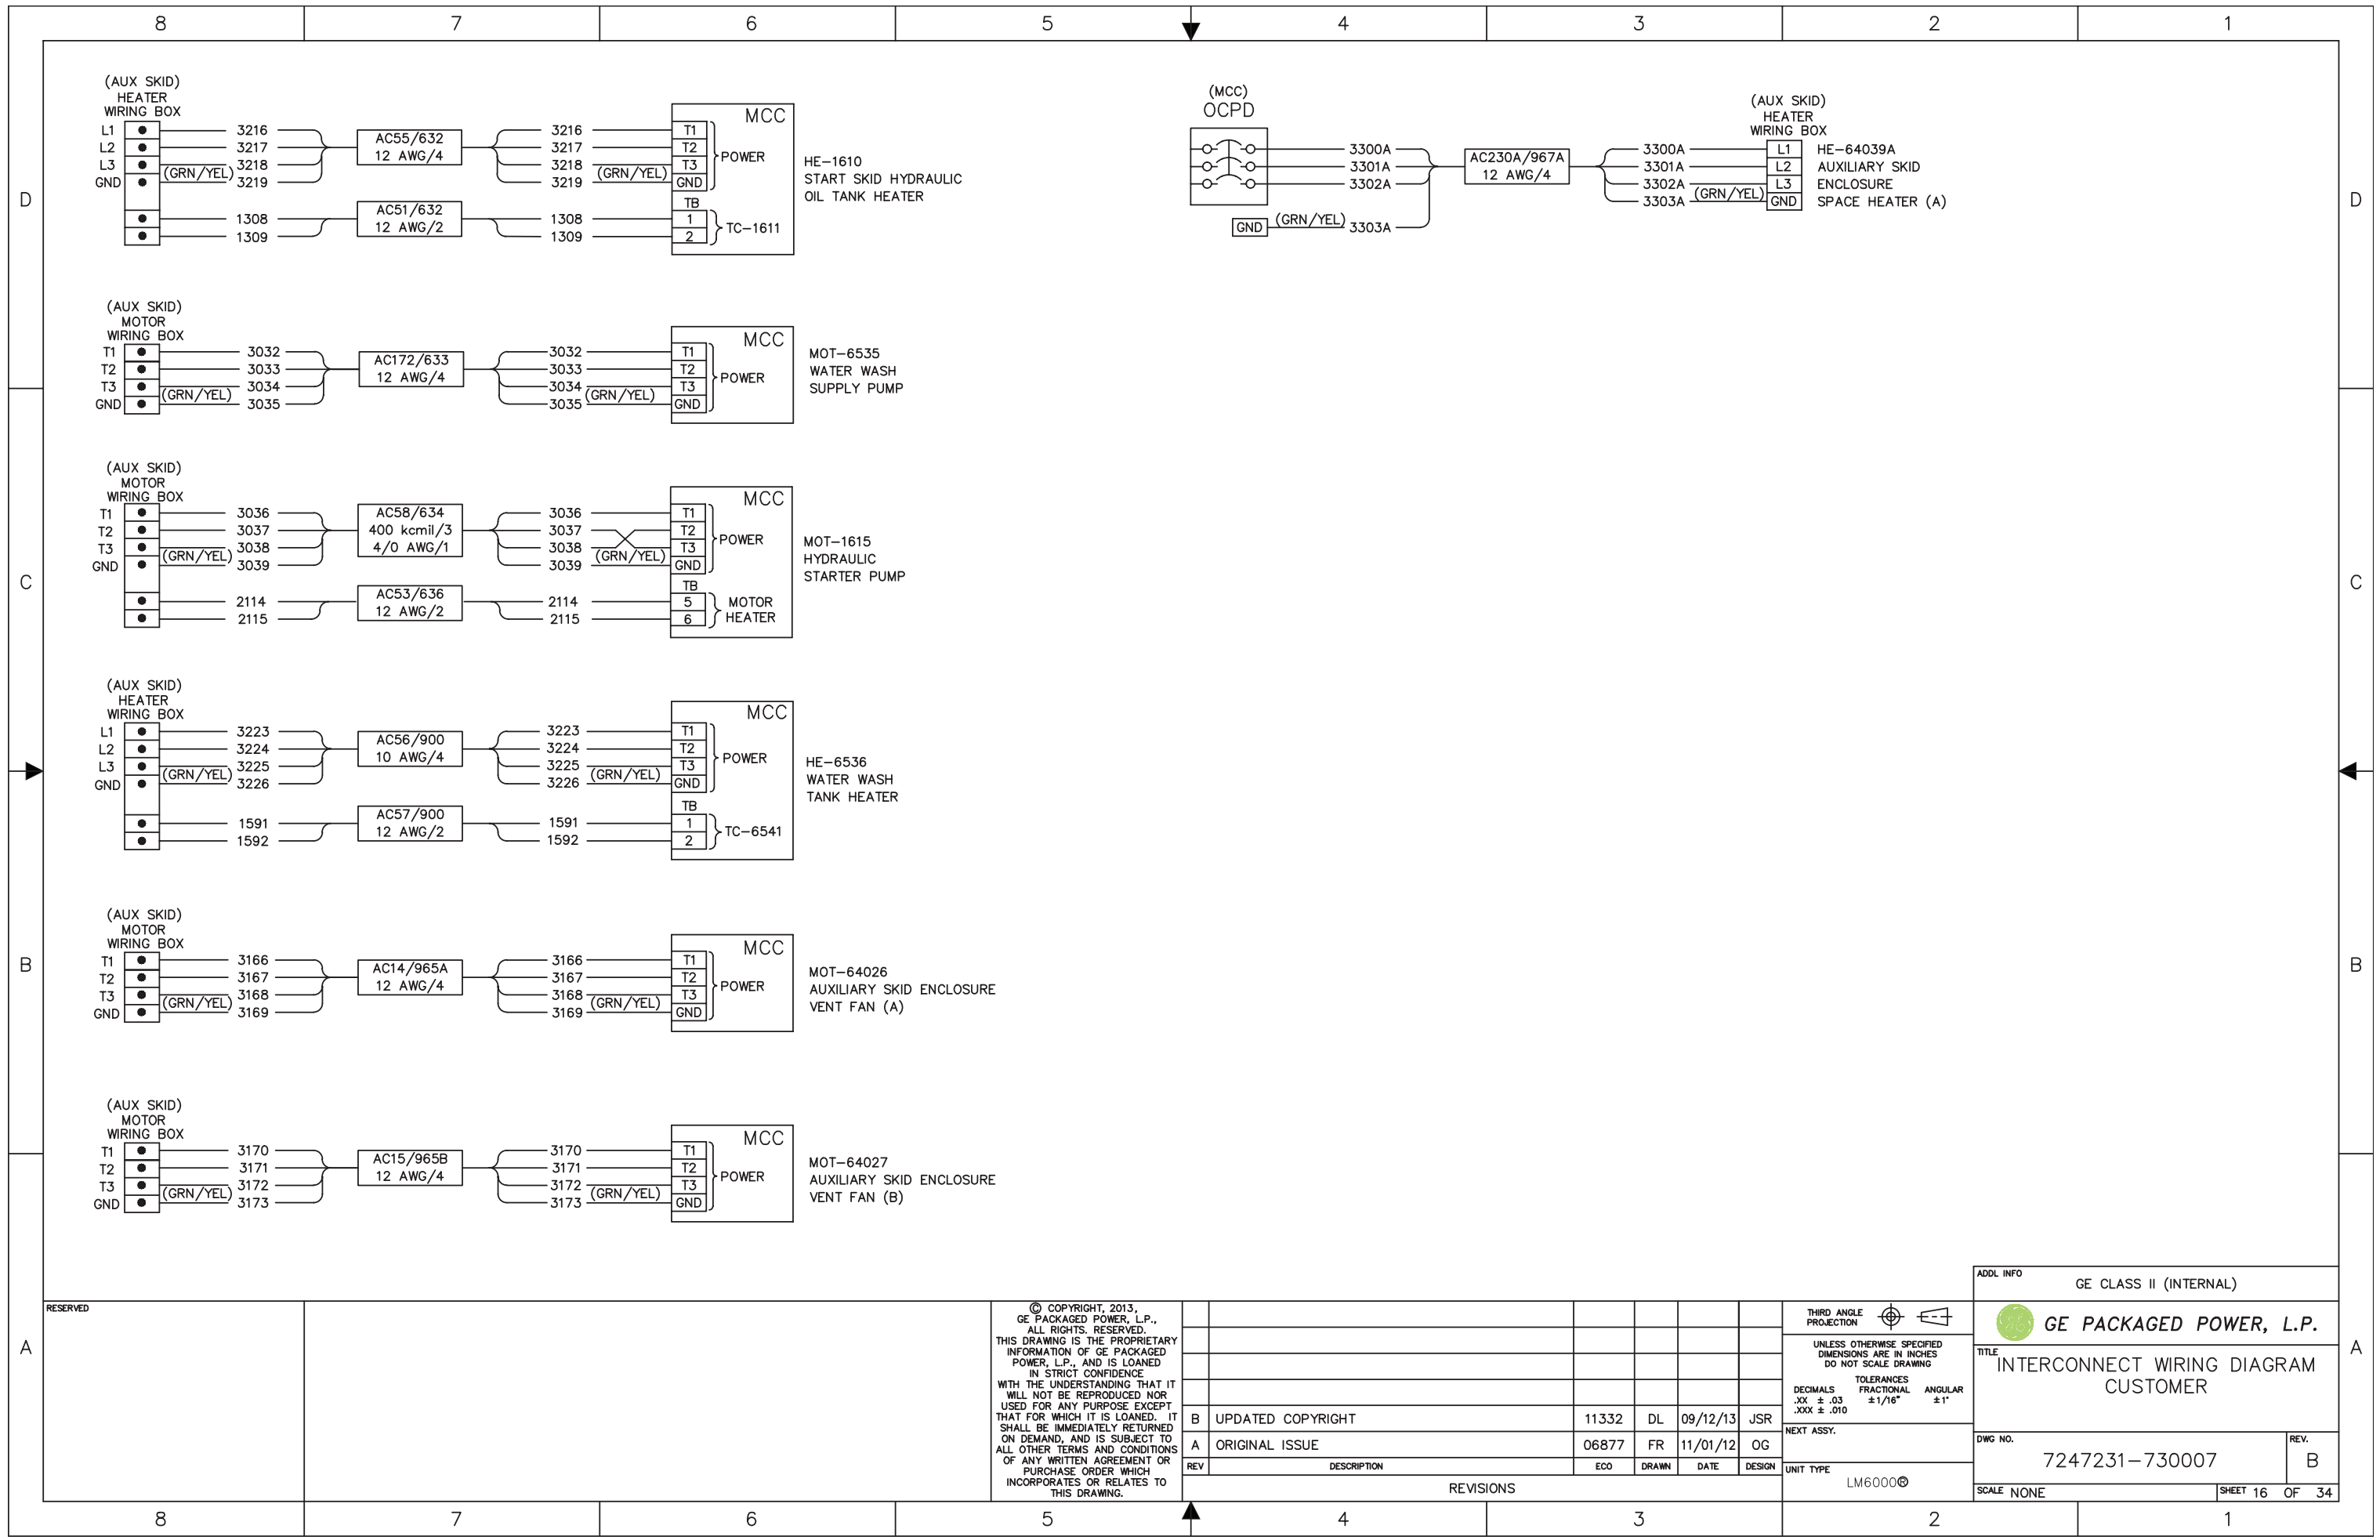 8 7 6 5 4 3 2 1
D
C
B
A
(AUX SKID)
HEATER
WIRING BOX
L1 3216 3216 T1
L2 3217 3217 T2
L3 3218 3218 T3
GND (GRN/YEL) 3219 3219 (GRN/YEL) GND
AC55/632
12 AWG/4
MCC
POWER
HE-1610
START SKID HYDRAULIC
OIL TANK HEATER
TB
1308 1308 1
1309 1309 2
AC51/632
12 AWG/2
TC-1611
(AUX SKID)
MOTOR
WIRING BOX
T1 3032 3032 T1
T2 3033 3033 T2
T3 3034 3034 T3
GND (GRN/YEL) 3035 3035 (GRN/YEL) GND
AC172/633
12 AWG/4
MCC
POWER
MOT-6535
WATER WASH
SUPPLY PUMP
(AUX SKID)
MOTOR
WIRING BOX
T1 3036 3036 T1
T2 3037 3037 T2
T3 3038 3038 T3
GND (GRN/YEL) 3039 3039 (GRN/YEL) GND
AC58/634
400 kcmil/3
4/0 AWG/1
MCC
POWER
MOT-1615
HYDRAULIC
STARTER PUMP
TB
2114 2114 5
2115 2115 6
AC53/636
12 AWG/2
MOTOR
HEATER
(AUX SKID)
HEATER
WIRING BOX
L1 3223 3223 T1
L2 3224 3224 T2
L3 3225 3225 T3
GND (GRN/YEL) 3226 3226 (GRN/YEL) GND
AC56/900
10 AWG/4
MCC
POWER
HE-6536
WATER WASH
TANK HEATER
TB
1591 1591 1
1592 1592 2
AC57/900
12 AWG/2
TC-6541
(AUX SKID)
MOTOR
WIRING BOX
T1 3166 3166 T1
T2 3167 3167 T2
T3 3168 3168 T3
GND (GRN/YEL) 3169 3169 (GRN/YEL) GND
AC14/965A
12 AWG/4
MCC
POWER
MOT-64026
AUXILIARY SKID ENCLOSURE
VENT FAN (A)
(AUX SKID)
MOTOR
WIRING BOX
T1 3170 3170 T1
T2 3171 3171 T2
T3 3172 3172 T3
GND (GRN/YEL) 3173 3173 (GRN/YEL) GND
AC15/965B
12 AWG/4
MCC
POWER
MOT-64027
AUXILIARY SKID ENCLOSURE
VENT FAN (B)
(MCC)
OCPD
3300A
3301A
3302A
GND (GRN/YEL) 3303A
AC230A/967A
12 AWG/4
(AUX SKID)
HEATER
WIRING BOX
3300A L1 HE-64039A
3301A L2 AUXILIARY SKID
3302A L3 ENCLOSURE
3303A (GRN/YEL) GND SPACE HEATER (A)
D
C
B
A
RESERVED
© COPYRIGHT, 2013,
GE PACKAGED POWER, L.P.,
ALL RIGHTS. RESERVED.
THIS DRAWING IS THE PROPRIETARY
INFORMATION OF GE PACKAGED
POWER, L.P., AND IS LOANED
IN STRICT CONFIDENCE
WITH THE UNDERSTANDING THAT IT
WILL NOT BE REPRODUCED NOR
USED FOR ANY PURPOSE EXCEPT
THAT FOR WHICH IT IS LOANED. IT
SHALL BE IMMEDIATELY RETURNED
ON DEMAND, AND IS SUBJECT TO
ALL OTHER TERMS AND CONDITIONS
OF ANY WRITTEN AGREEMENT OR
PURCHASE ORDER WHICH
INCORPORATES OR RELATES TO
THIS DRAWING.
B UPDATED COPYRIGHT 11332 DL 09/12/13 JSR
A ORIGINAL ISSUE 06877 FR 11/01/12 OG
REV DESCRIPTION ECO DRAWN DATE DESIGN
REVISIONS
THIRD ANGLE
PROJECTION
UNLESS OTHERWISE SPECIFIED
DIMENSIONS ARE IN INCHES
DO NOT SCALE DRAWING
TOLERANCES
DECIMALS FRACTIONAL ANGULAR
.XX ± .03 ±1/16" ±1°
.XXX ± .010
NEXT ASSY.
UNIT TYPE
LM6000®
ADDL INFO
GE CLASS II (INTERNAL)
GE PACKAGED POWER, L.P.
TITLE
INTERCONNECT WIRING DIAGRAM
CUSTOMER
DWG NO.
7247231-730007
REV.
B
SCALE NONE
SHEET 16 OF 34
8 7 6 5 4 3 2 1